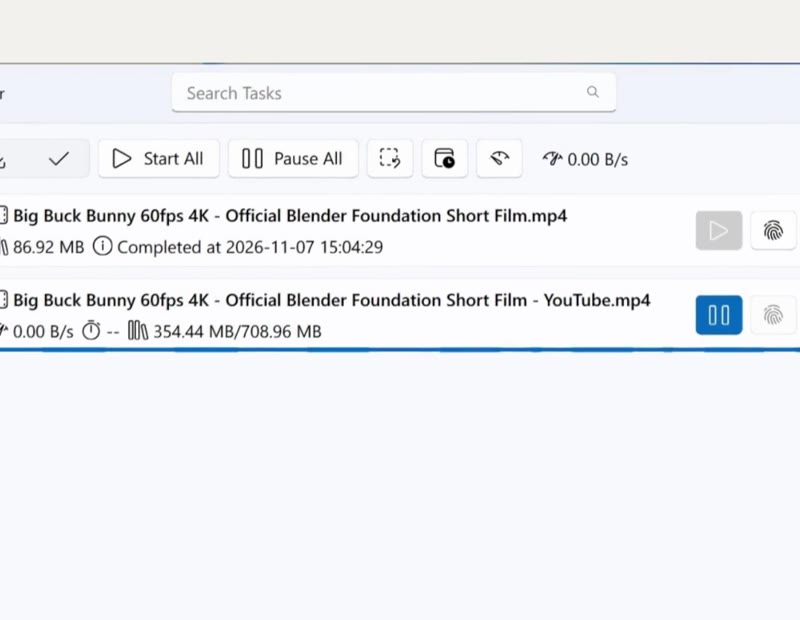 r
Search Tasks
Start All
Pause All
0.00 B/s
Big Buck Bunny 60fps 4K - Official Blender Foundation Short Film.mp4
86.92 MB Completed at 2026-11-07 15:04:29
Big Buck Bunny 60fps 4K - Official Blender Foundation Short Film - YouTube.mp4
0.00 B/s -- 354.44 MB/708.96 MB